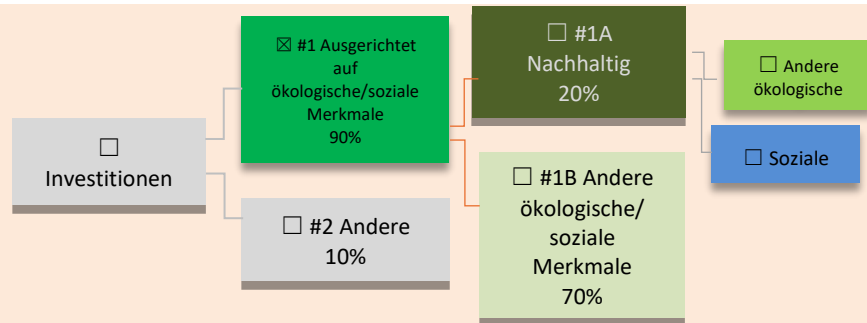 ☐
Investitionen
☒ #1 Ausgerichtet
auf
ökologische/soziale
Merkmale
90%
☐ #2 Andere
10%
☐ #1A
Nachhaltig
20%
☐ #1B Andere
ökologische/
soziale
Merkmale
70%
☐ Andere
ökologische
☐ Soziale